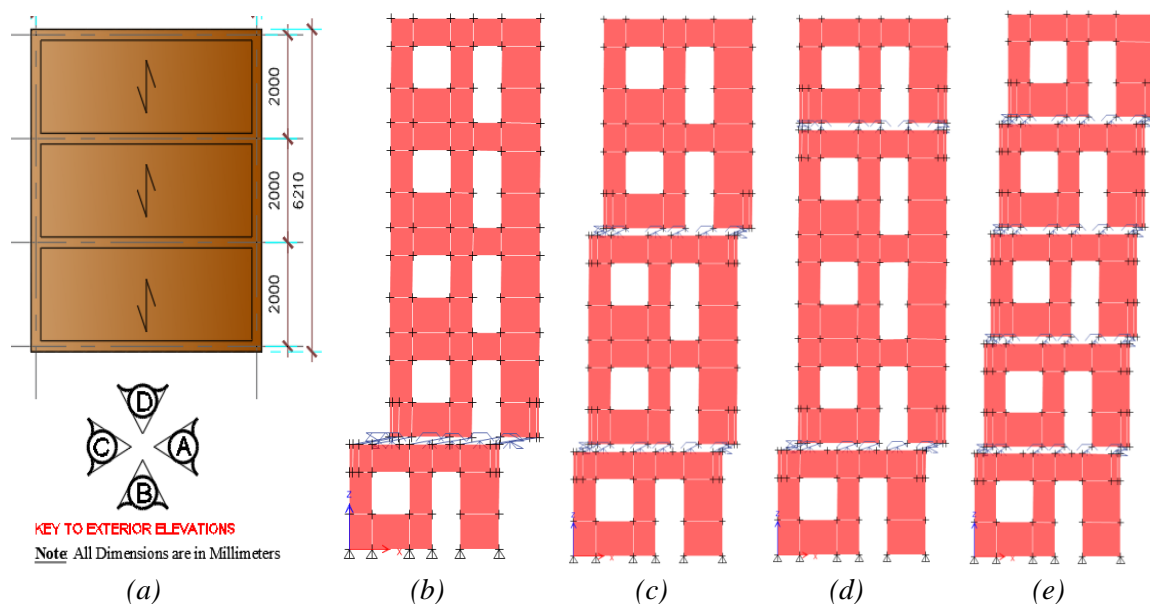 2000
2000
6210
2000
D
C
A
B
KEY TO EXTERIOR ELEVATIONS
Note: All Dimensions are in Millimeters
Z
X
Z
X
Z
X
Z
X
(a)
(b)
(c)
(d)
(e)